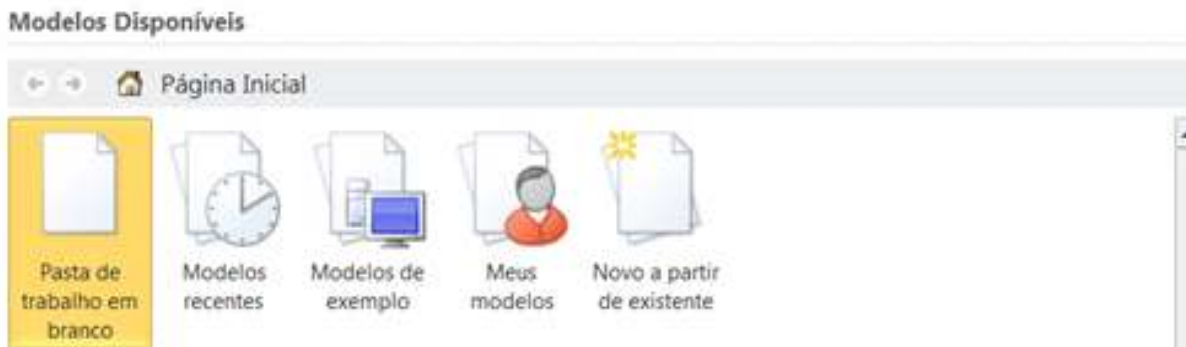 Modelos Disponíveis
Página Inicial
Pasta de
trabalho em
branco
Modelos
recentes
Modelos de
exemplo
Meus
modelos
Novo a partir
de existente